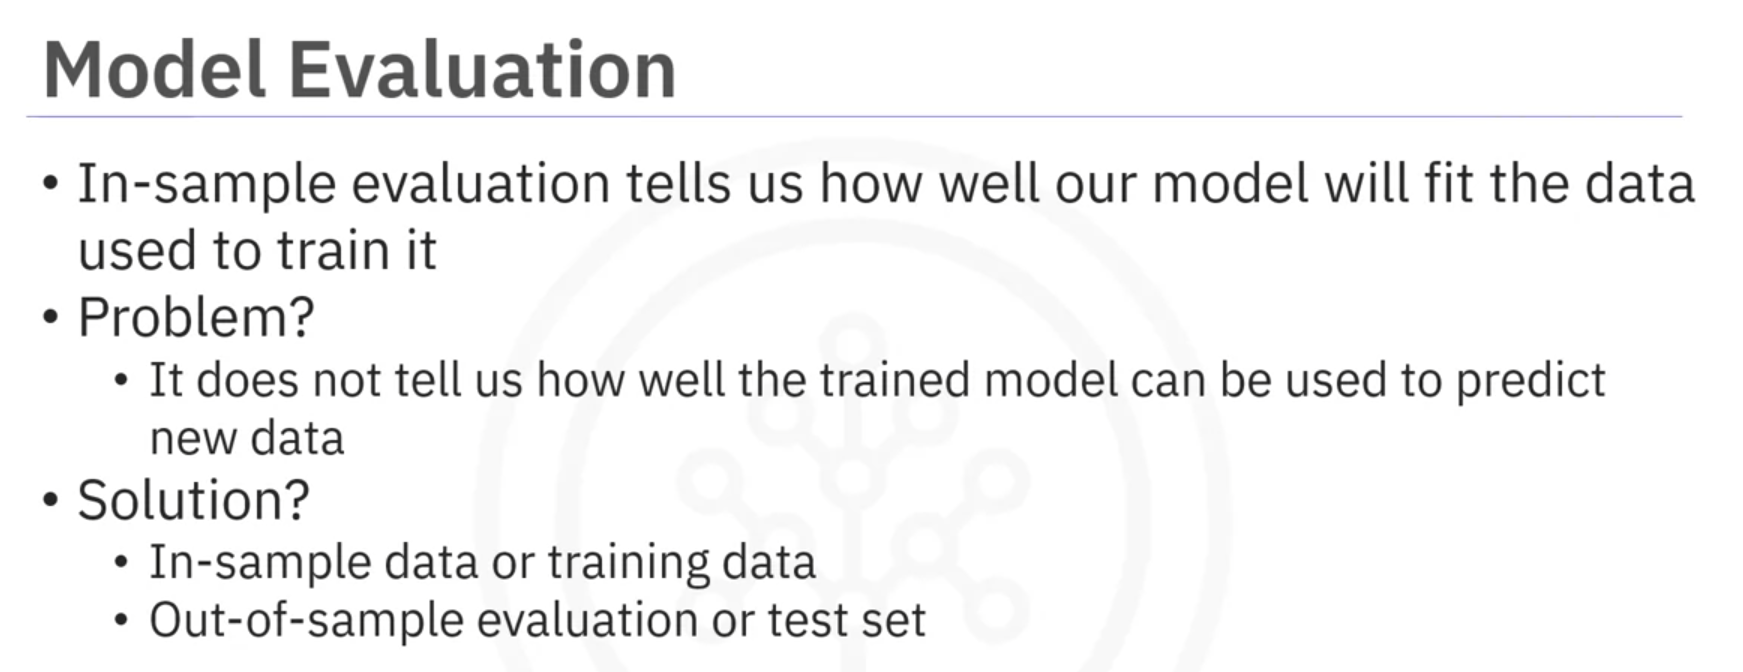 Model Evaluation
• In-sample evaluation tells us how well our model will fit the data
used to train it
• Problem?
• It does not tell us how well the trained model can be used to predict
new data
• Solution?
• In-sample data or training data
• Out-of-sample evaluation or test set